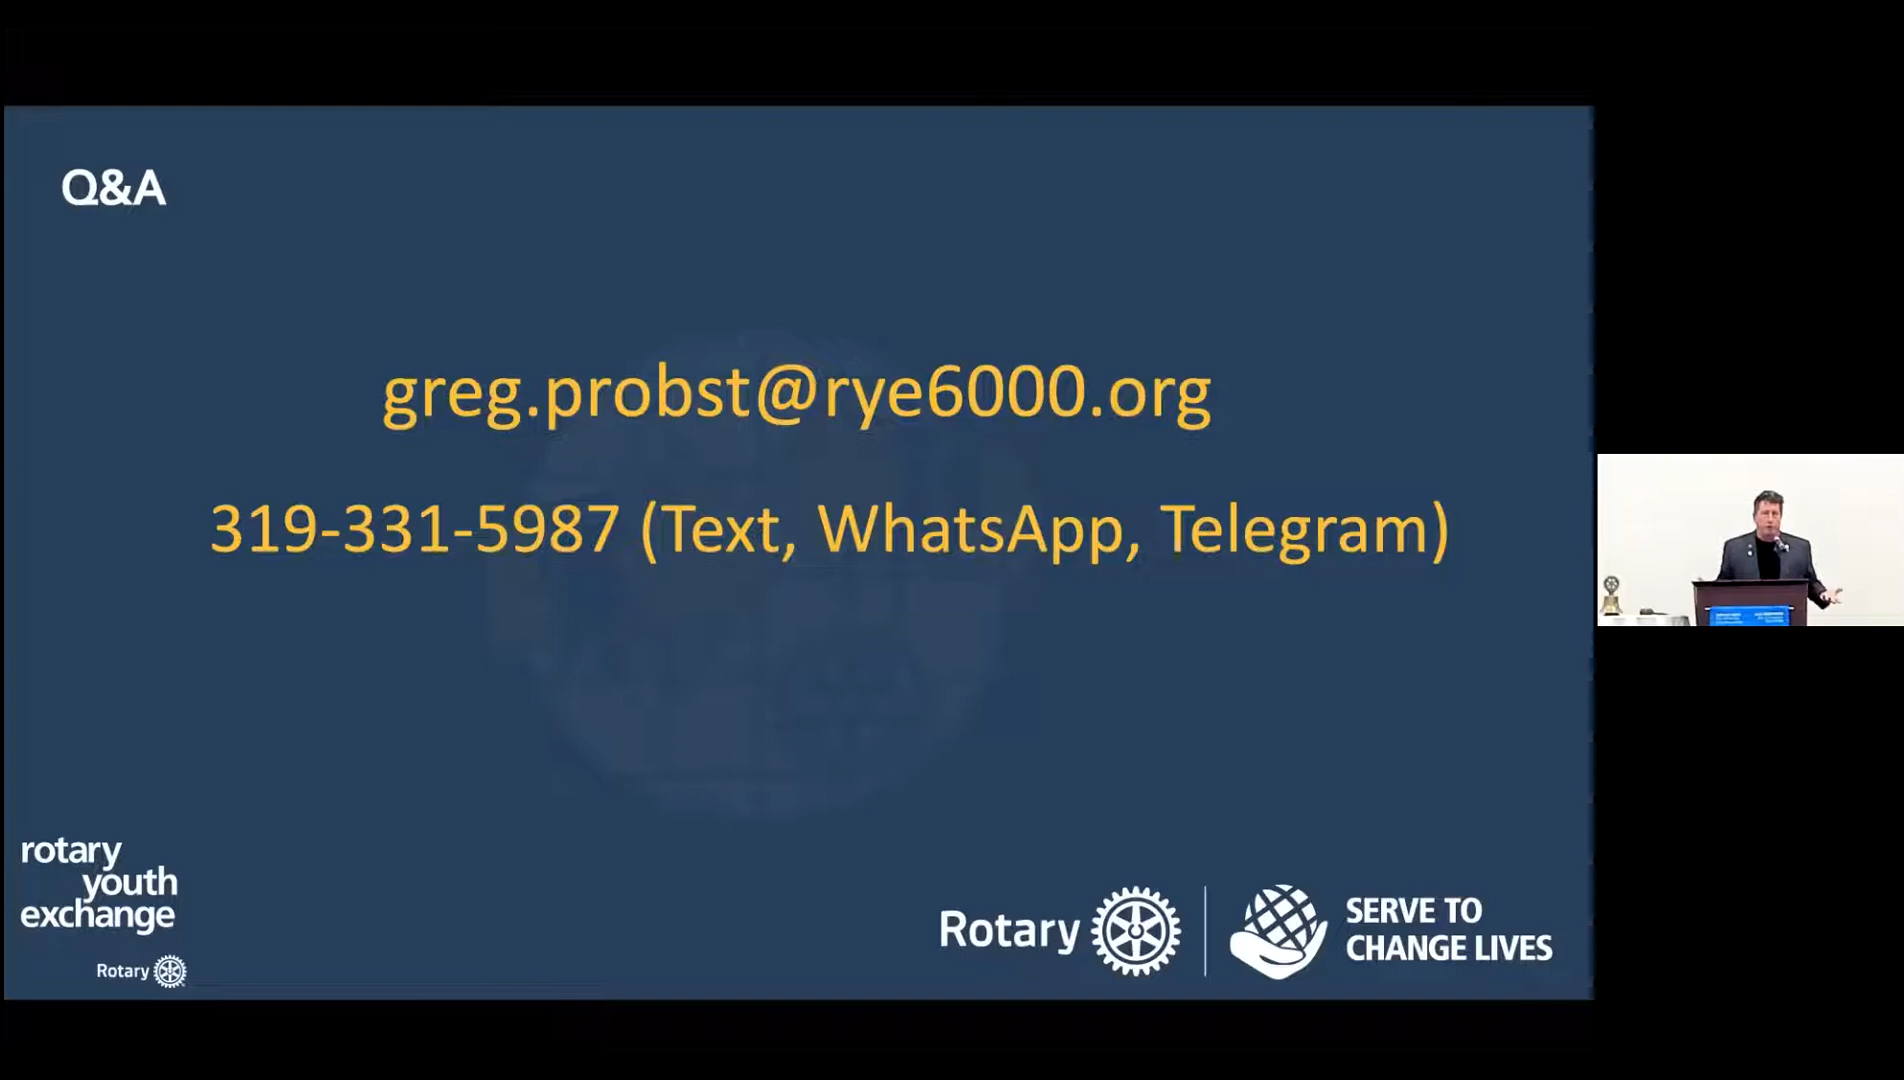 Q&A
greg.probst@rye6000.org
319-331-5987 (Text, WhatsApp, Telegram)
rotary
youth
exchange
Rotary
Rotary
SERVE TO
CHANGE LIVES